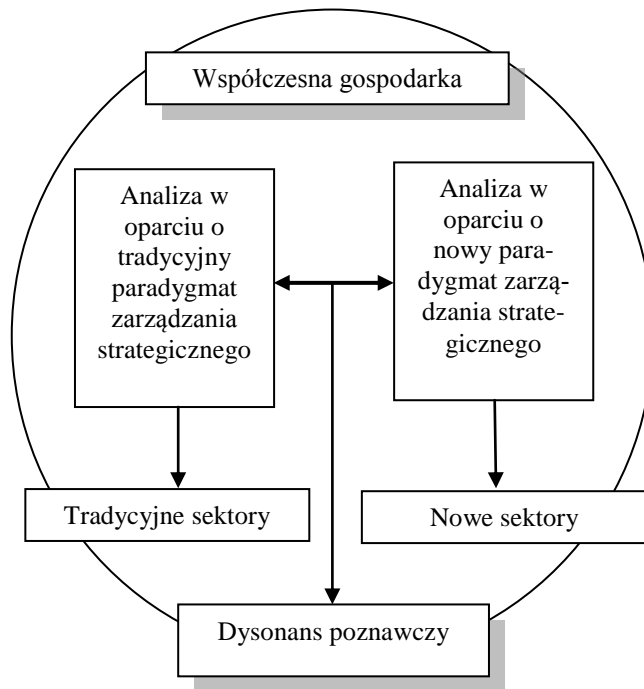 Współczesna gospodarka
Analiza w
oparciu o
tradycyjny
paradygmat
zarządzania
strategicznego
Analiza w
oparciu o
nowy para-
dygmat zarzą-
dzania strate-
gicznego
Tradycyjne sektory
Nowe sektory
Dysonans poznawczy